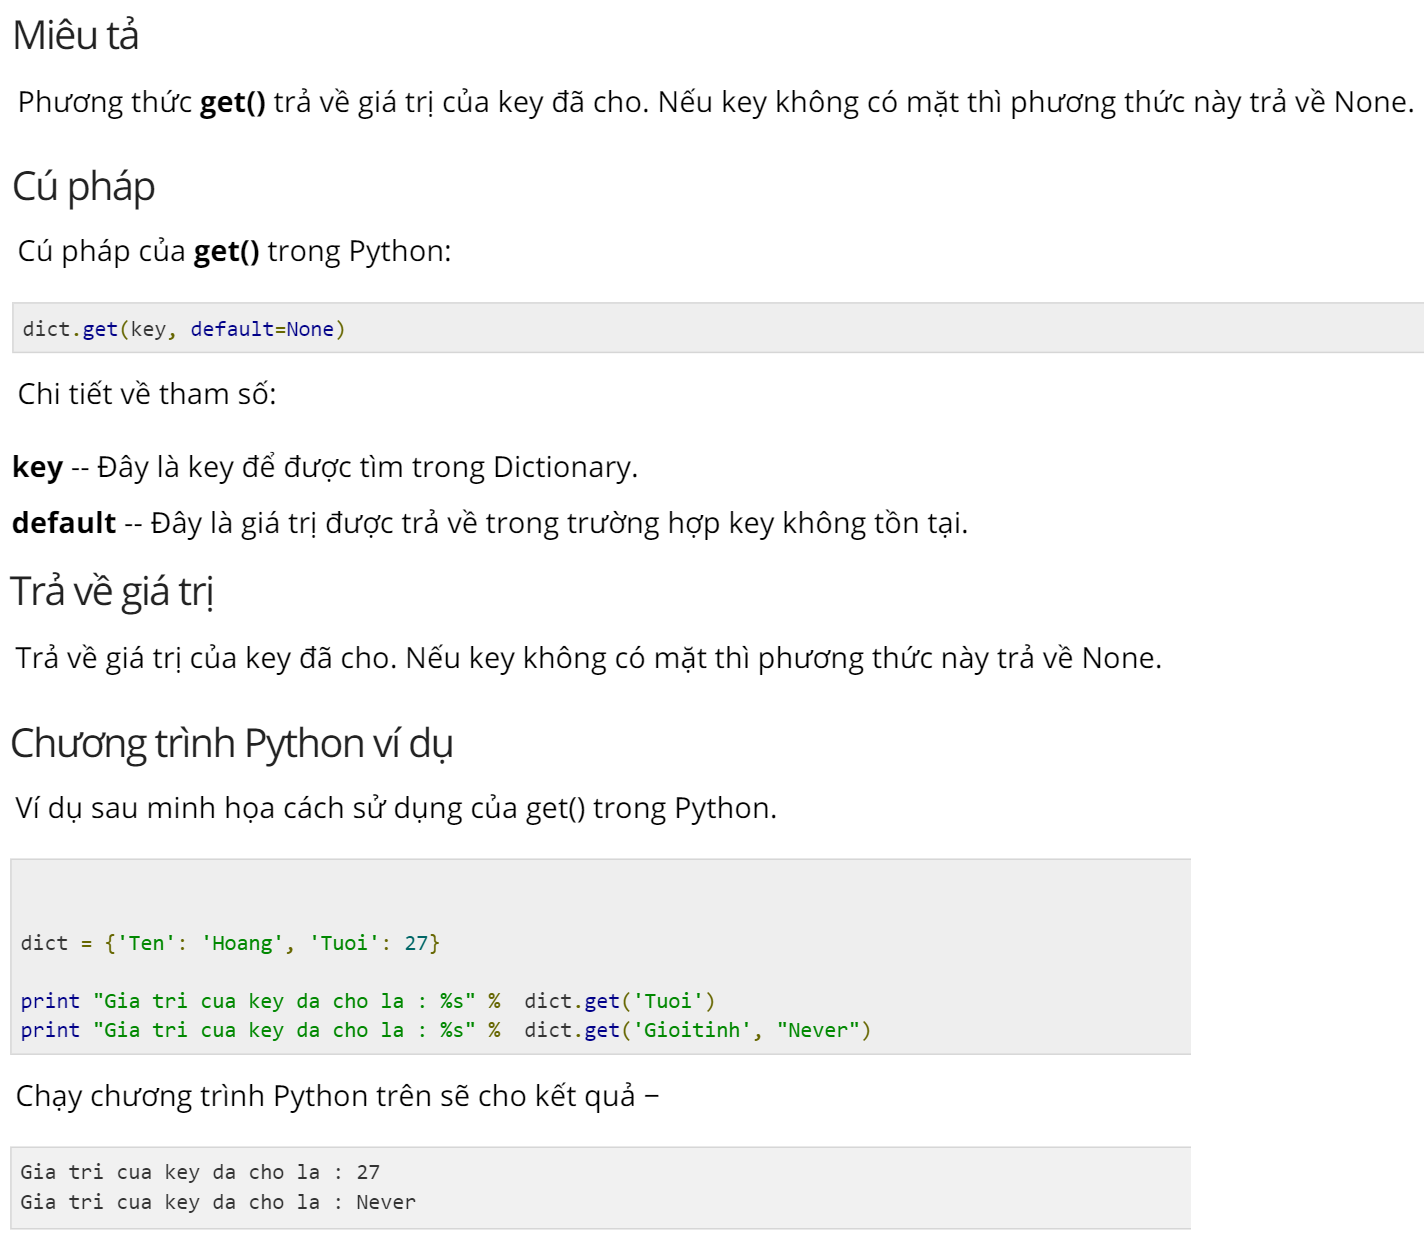 Miêu tả
Phương thức get() trả về giá trị của key đã cho. Nếu key không có mặt thì phương thức này trả về None.
Cú pháp
Cú pháp của get() trong Python:
dict.get(key, default=None)
Chi tiết về tham số:
key -- Đây là key để được tìm trong Dictionary.
default -- Đây là giá trị được trả về trong trường hợp key không tồn tại.
Trả về giá trị
Trả về giá trị của key đã cho. Nếu key không có mặt thì phương thức này trả về None.
Chương trình Python ví dụ
Ví dụ sau minh họa cách sử dụng của get() trong Python.
dict = {'Ten': 'Hoang', 'Tuoi': 27}
print "Gia tri cua key da cho la : %s" %  dict.get('Tuoi')
print "Gia tri cua key da cho la : %s" %  dict.get('Gioitinh', "Never")
Chạy chương trình Python trên sẽ cho kết quả −
Gia tri cua key da cho la : 27
Gia tri cua key da cho la : Never